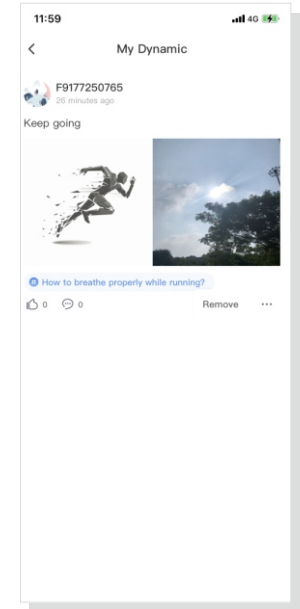 11:59
4G
My Dynamic
F9177250765
26 minutes ago
Keep going
How to breathe properly while running?
0 0 Remove ...